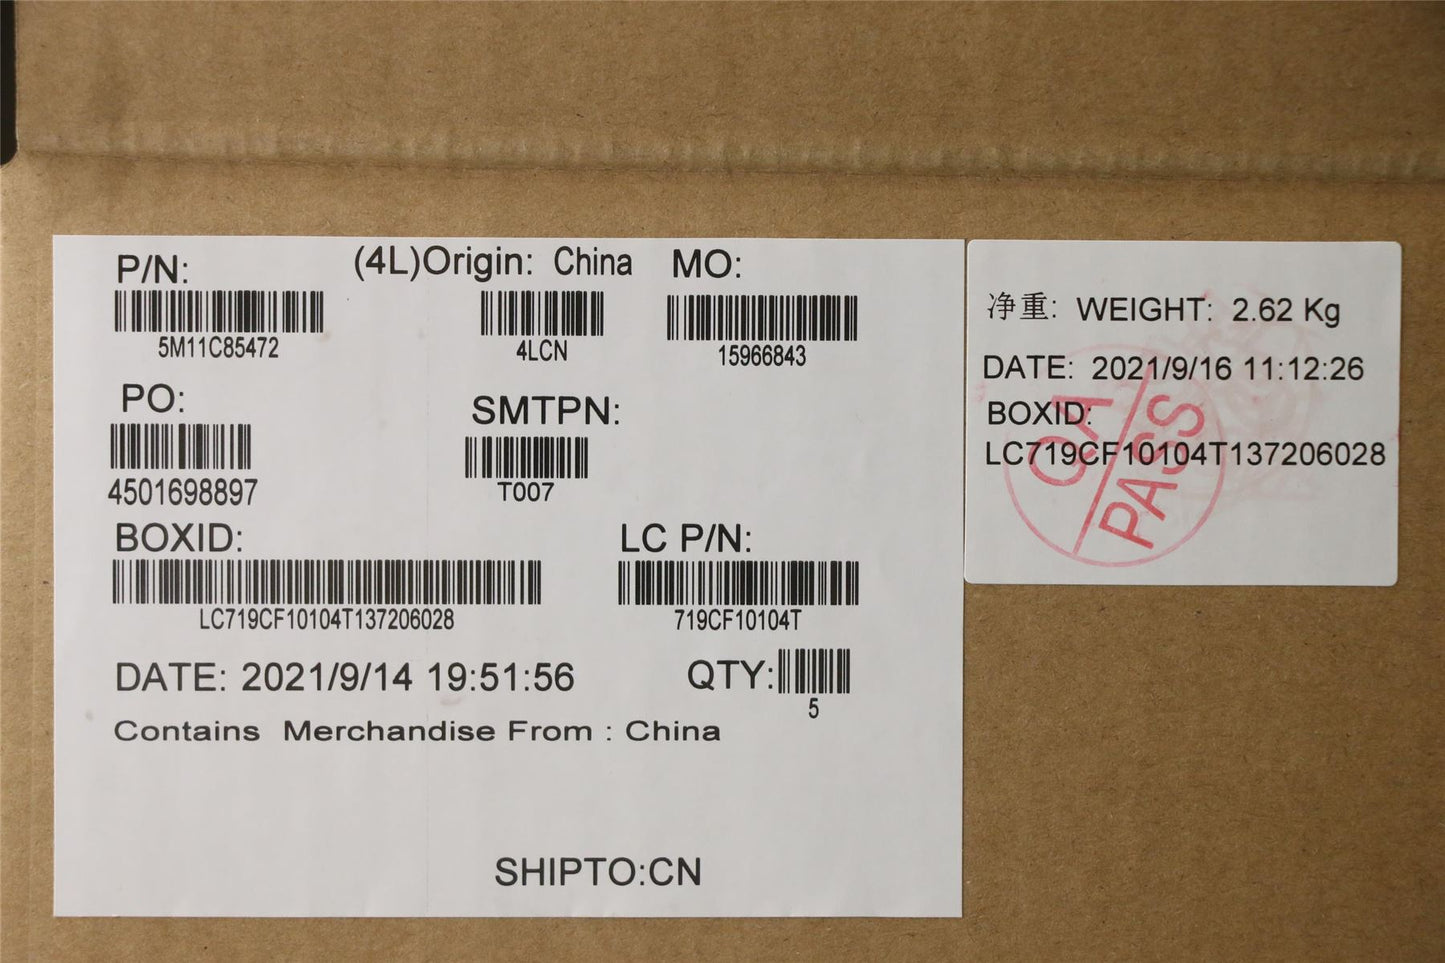 P/N: (4L)Origin: China MO:
5M11C85472 4LCN 15966843
PO: SMTPN:
4501698897 T007
BOXID: LC P/N:
LC719CF10104T137206028 719CF10104T
DATE: 2021/9/14 19:51:56 QTY:
5
Contains Merchandise From : China
SHIPTO:CN
净重: WEIGHT: 2.62 Kg
DATE: 2021/9/16 11:12:26
BOXID:
LC719CF10104T137206028
QA
PASS